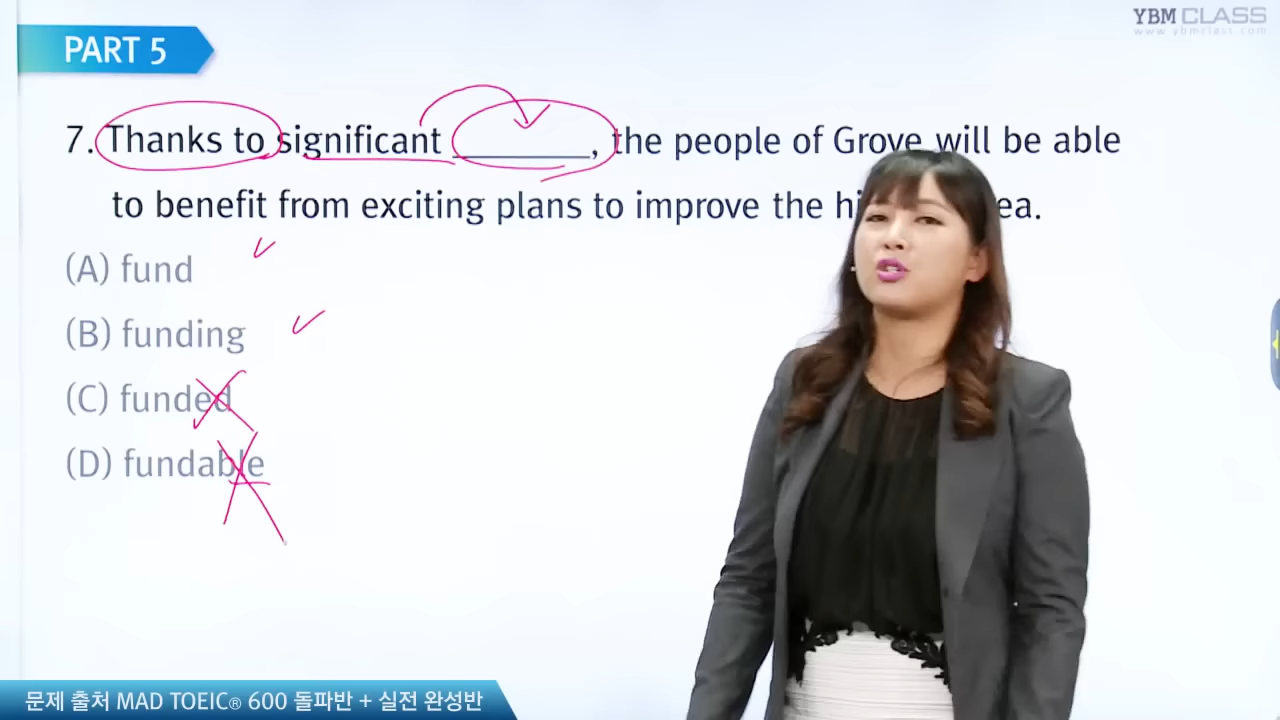 YBM CLASS
www.ybmclass.com
PART 5
7. Thanks to significant ________, the people of Grove will be able
to benefit from exciting plans to improve the ea.
(A) fund
(B) funding
(C) funded
(D) fundable
문제 출처 MAD TOEIC® 600 돌파반 + 실전 완성반